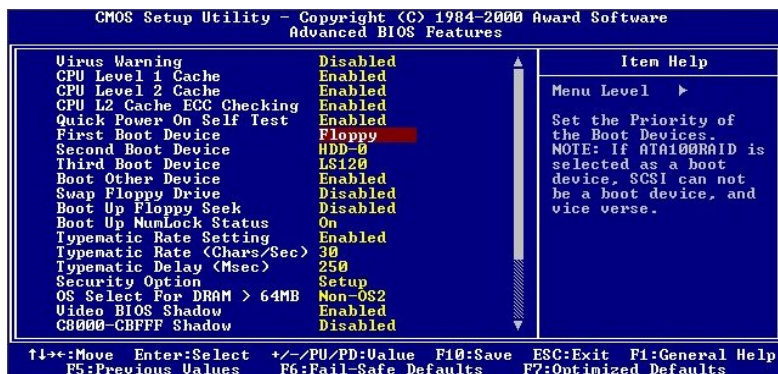 CMOS Setup Utility - Copyright (C) 1984-2000 Award Software
Advanced BIOS Features
Virus Warning Disabled
CPU Level 1 Cache Enabled
CPU Level 2 Cache Enabled
CPU L2 Cache ECC Checking Enabled
Quick Power On Self Test Enabled
First Boot Device Floppy
Second Boot Device HDD-0
Third Boot Device LS120
Boot Other Device Enabled
Swap Floppy Drive Disabled
Boot Up Floppy Seek Disabled
Boot Up NumLock Status On
Typematic Rate Setting Enabled
Typematic Rate (Chars/Sec) 30
Typematic Delay (Msec) 250
Security Option Setup
OS Select For DRAM > 64MB Non-OS2
Video BIOS Shadow Enabled
C8000-CBFFF Shadow Disabled
Item Help
Menu Level ▶
Set the Priority of
the Boot Devices.
NOTE: If ATA100RAID is
selected as a boot
device, SCSI can not
be a boot device, and
vice verse.
↑↓→←:Move Enter:Select +/-/PU/PD:Value F10:Save ESC:Exit F1:General Help
F5:Previous Values F6:Fail-Safe Defaults F7:Optimized Defaults